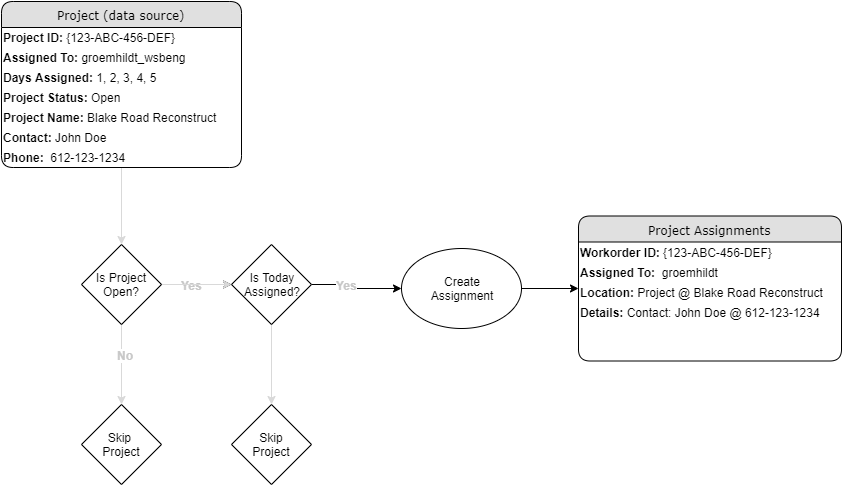 Project (data source)
Project ID: {123-ABC-456-DEF}
Assigned To: groemhildt_wsbeng
Days Assigned: 1, 2, 3, 4, 5
Project Status: Open
Project Name: Blake Road Reconstruct
Contact: John Doe
Phone: 612-123-1234
Is Project
Open?
Yes
Is Today
Assigned?
Yes
Create
Assignment
Project Assignments
Workorder ID: {123-ABC-456-DEF}
Assigned To: groemhildt
Location: Project @ Blake Road Reconstruct
Details: Contact: John Doe @ 612-123-1234
No
Skip
Project
Skip
Project